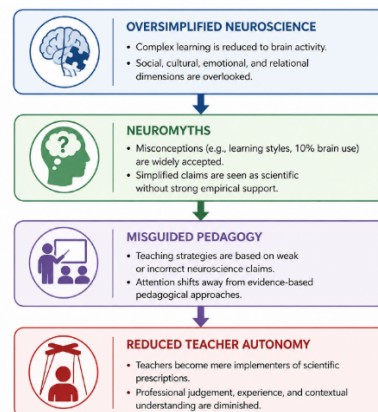 OVERSIMPLIFIED NEUROSCIENCE
• Complex learning is reduced to brain activity.
• Social, cultural, emotional, and relational
dimensions are overlooked.
?
NEUROMYTHS
• Misconceptions (e.g., learning styles, 10% brain use)
are widely accepted.
• Simplified claims are seen as scientific
without strong empirical support.
MISGUIDED PEDAGOGY
• Teaching strategies are based on weak
or incorrect neuroscience claims.
• Attention shifts away from evidence-based
pedagogical approaches.
REDUCED TEACHER AUTONOMY
• Teachers become mere implementers of scientific
prescriptions.
• Professional judgement, experience, and contextual
understanding are diminished.